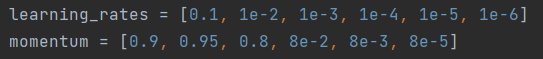 learning_rates = [0.1, 1e-2, 1e-3, 1e-4, 1e-5, 1e-6]
momentum = [0.9, 0.95, 0.8, 8e-2, 8e-3, 8e-5]